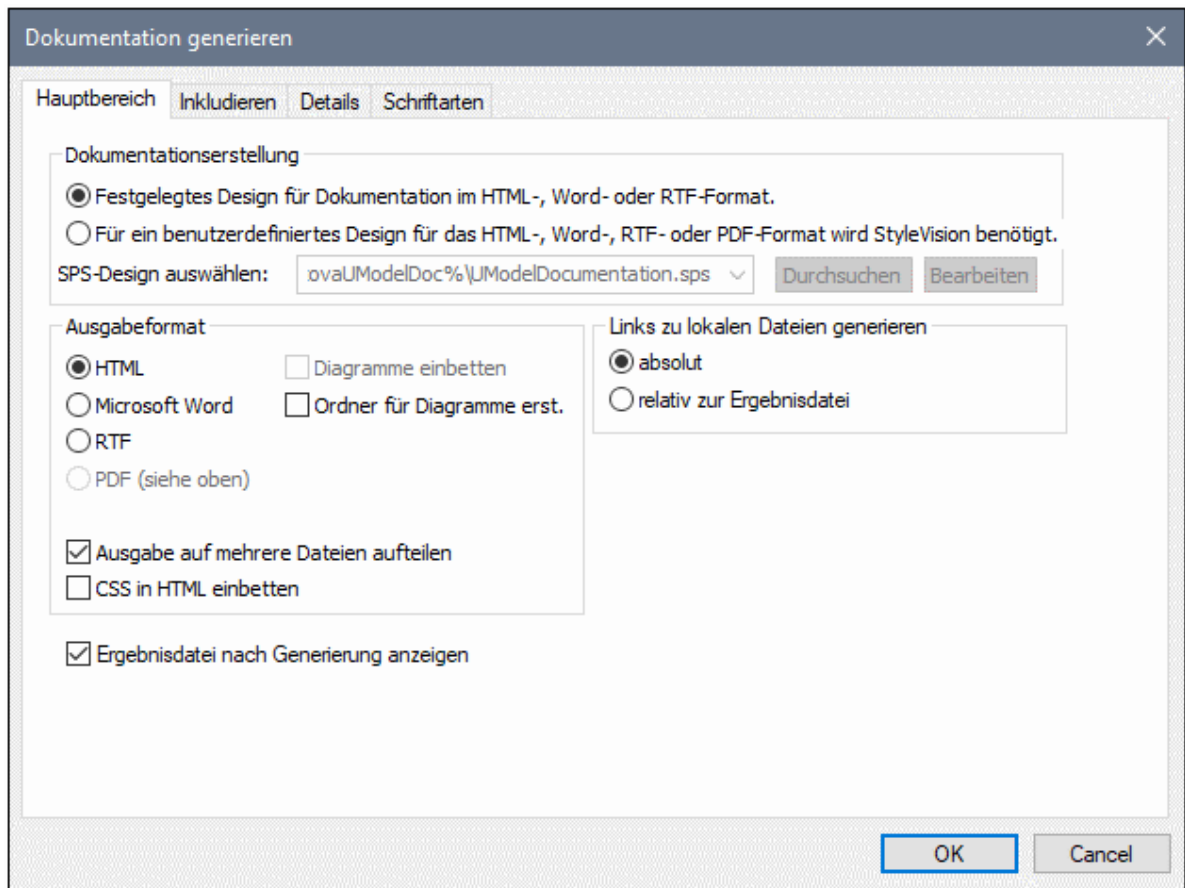 Dokumentation generieren
Hauptbereich Inkludieren Details Schriftarten
Dokumentationserstellung
Festgelegtes Design für Dokumentation im HTML-, Word- oder RTF-Format.
Für ein benutzerdefiniertes Design für das HTML-, Word-, RTF- oder PDF-Format wird StyleVision benötigt.
SPS-Design auswählen: ovaUModelDoc%\UModelDocumentation.sps Durchsuchen Bearbeiten
Ausgabeformat
HTML Diagramme einbetten
Microsoft Word Ordner für Diagramme erst.
RTF
PDF (siehe oben)
Ausgabe auf mehrere Dateien aufteilen
CSS in HTML einbetten
Links zu lokalen Dateien generieren
absolut
relativ zur Ergebnisdatei
Ergebnisdatei nach Generierung anzeigen
OK Cancel